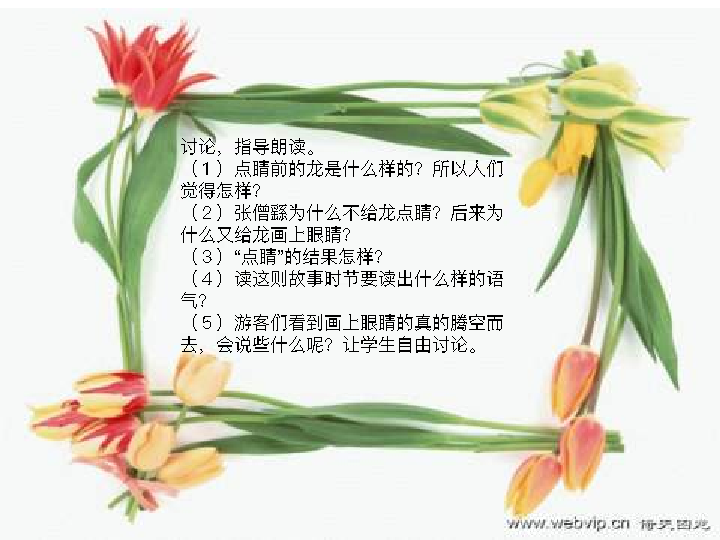 讨论，指导朗读。
（1）点睛前的龙是什么样的？所以人们
觉得怎样？
（2）张僧繇为什么不给龙点睛？后来为
什么又给龙画上眼睛？
（3）“点睛”的结果怎样？
（4）读这则故事时节要读出什么样的语
气？
（5）游客们看到画上眼睛的真的腾空而
去，会说些什么呢？让学生自由讨论。
www.webvip.cn